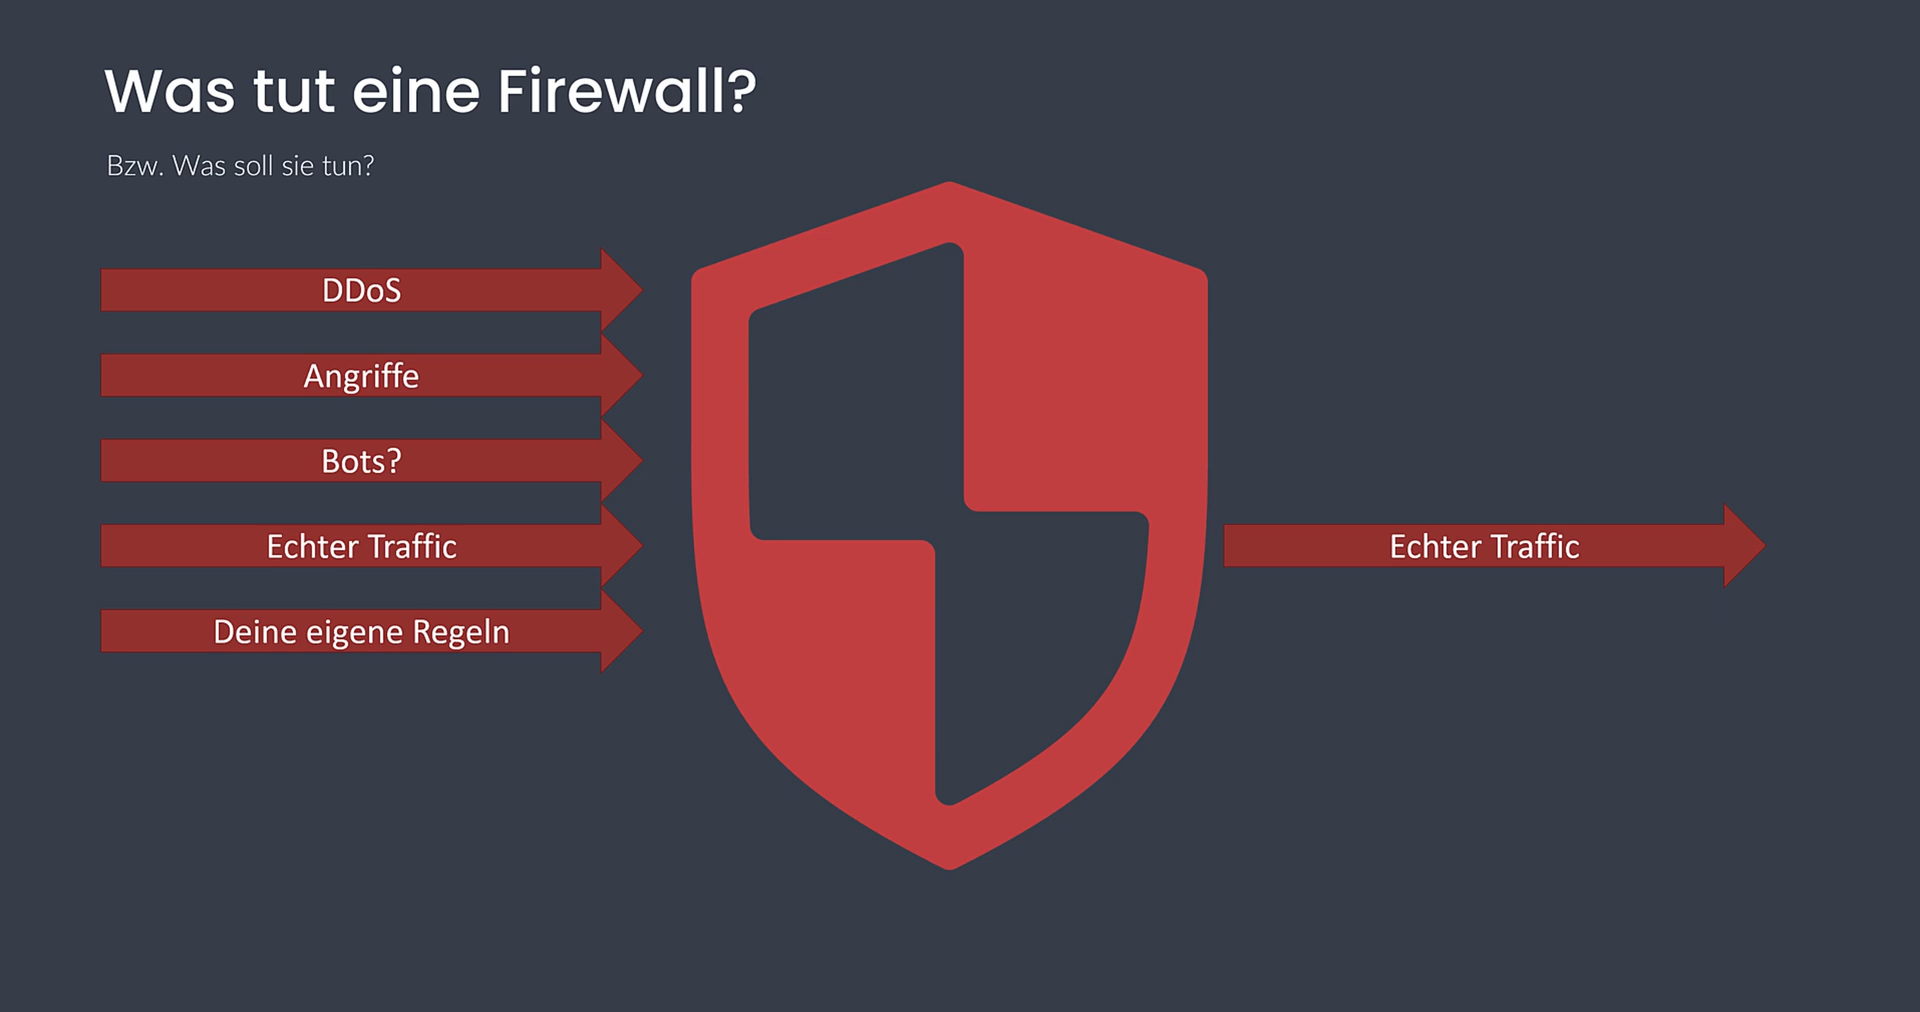 Was tut eine Firewall?
Bzw. Was soll sie tun?
DDoS
Angriffe
Bots?
Echter Traffic
Deine eigene Regeln
Echter Traffic